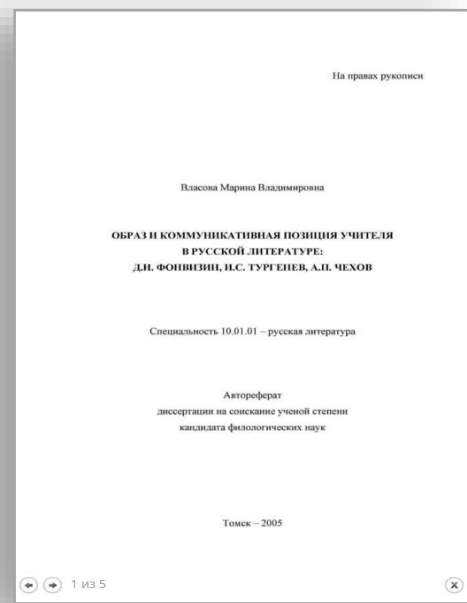 На правах рукописи
Власова Марина Владимировна
ОБРАЗ И КОММУНИКАТИВНАЯ ПОЗИЦИЯ УЧИТЕЛЯ
В РУССКОЙ ЛИТЕРАТУРЕ:
Д.И. ФОНВИЗИН, И.С. ТУРГЕНЕВ, А.П. ЧЕХОВ
Специальность 10.01.01 – русская литература
Автореферат
диссертации на соискание ученой степени
кандидата филологических наук
Томск – 2005
1 из 5